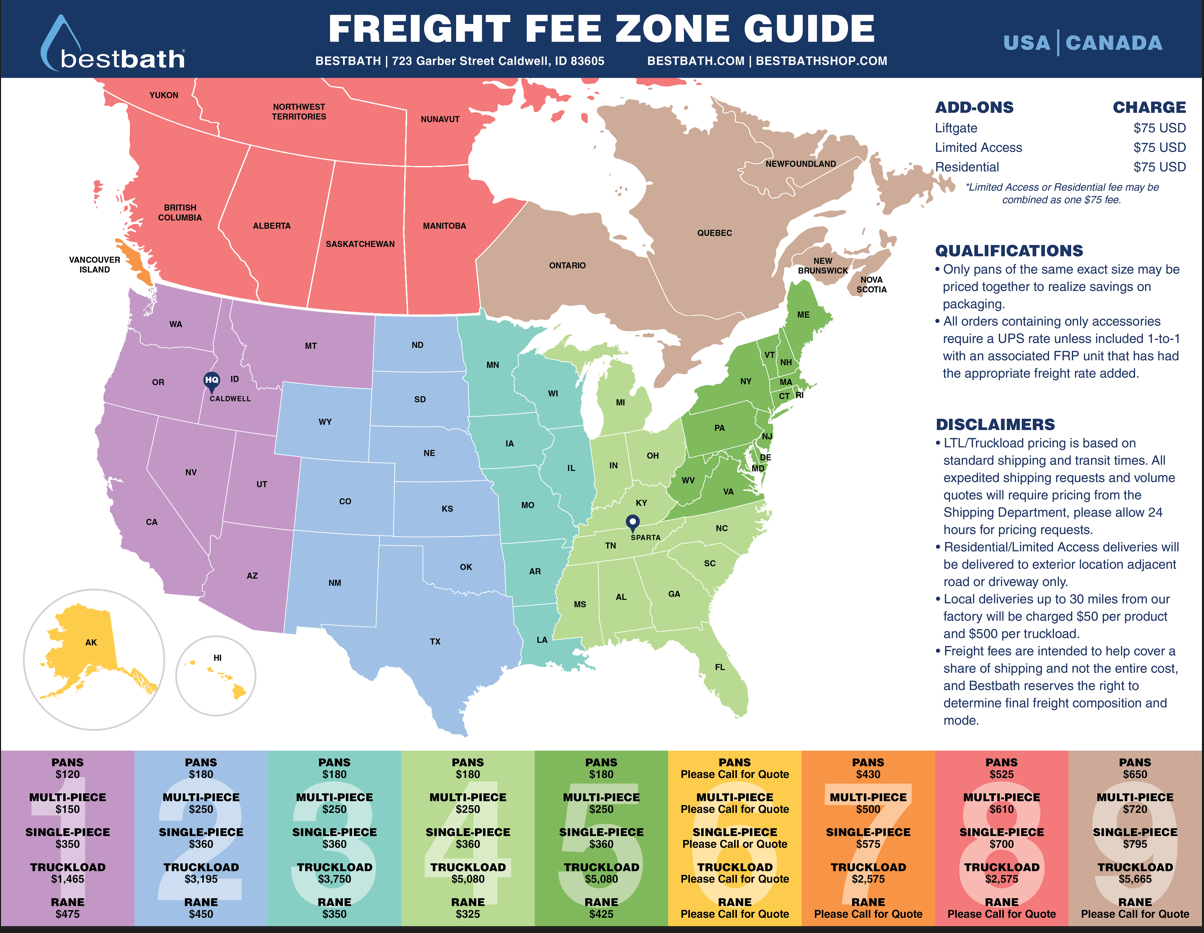 bestbath®
FREIGHT FEE ZONE GUIDE
BESTBATH | 723 Garber Street Caldwell, ID 83605
BESTBATH.COM | BESTBATHSHOP.COM
USA | CANADA
YUKON
NORTHWEST
TERRITORIES
NUNAVUT
BRITISH
COLUMBIA
ALBERTA
SASKATCHEWAN
MANITOBA
ONTARIO
QUEBEC
NEWFOUNDLAND
NEW
BRUNSWICK
NOVA
SCOTIA
VANCOUVER
ISLAND
WA
OR
HQ
ID
CALDWELL
MT
ND
SD
WY
NE
NV
UT
CO
KS
CA
AZ
NM
OK
TX
MN
WI
IA
IL
MO
AR
LA
MI
IN
OH
KY
TN
SPARTA
NC
SC
MS
AL
GA
FL
ME
VT
NH
NY
MA
CT
RI
PA
NJ
DE
MD
WV
VA
AK
HI
ADD-ONS CHARGE
Liftgate $75 USD
Limited Access $75 USD
Residential $75 USD
*Limited Access or Residential fee may be
combined as one $75 fee.
QUALIFICATIONS
• Only pans of the same exact size may be
priced together to realize savings on
packaging.
• All orders containing only accessories
require a UPS rate unless included 1-to-1
with an associated FRP unit that has had
the appropriate freight rate added.
DISCLAIMERS
• LTL/Truckload pricing is based on
standard shipping and transit times. All
expedited shipping requests and volume
quotes will require pricing from the
Shipping Department, please allow 24
hours for pricing requests.
• Residential/Limited Access deliveries will
be delivered to exterior location adjacent
road or driveway only.
• Local deliveries up to 30 miles from our
factory will be charged $50 per product
and $500 per truckload.
• Freight fees are intended to help cover a
share of shipping and not the entire cost,
and Bestbath reserves the right to
determine final freight composition and
mode.
1
PANS
$120
MULTI-PIECE
$150
SINGLE-PIECE
$350
TRUCKLOAD
$1,465
RANE
$475
2
PANS
$180
MULTI-PIECE
$250
SINGLE-PIECE
$360
TRUCKLOAD
$3,195
RANE
$450
3
PANS
$180
MULTI-PIECE
$250
SINGLE-PIECE
$360
TRUCKLOAD
$3,750
RANE
$350
4
PANS
$180
MULTI-PIECE
$250
SINGLE-PIECE
$360
TRUCKLOAD
$5,080
RANE
$325
5
PANS
$180
MULTI-PIECE
$250
SINGLE-PIECE
$360
TRUCKLOAD
$5,080
RANE
$425
6
PANS
Please Call for Quote
MULTI-PIECE
Please Call for Quote
SINGLE-PIECE
Please Call or Quote
TRUCKLOAD
Please Call for Quote
RANE
Please Call for Quote
7
PANS
$430
MULTI-PIECE
$500
SINGLE-PIECE
$575
TRUCKLOAD
$2,575
RANE
Please Call for Quote
8
PANS
$525
MULTI-PIECE
$610
SINGLE-PIECE
$700
TRUCKLOAD
$2,575
RANE
Please Call for Quote
9
PANS
$650
MULTI-PIECE
$720
SINGLE-PIECE
$795
TRUCKLOAD
$5,665
RANE
Please Call for Quote